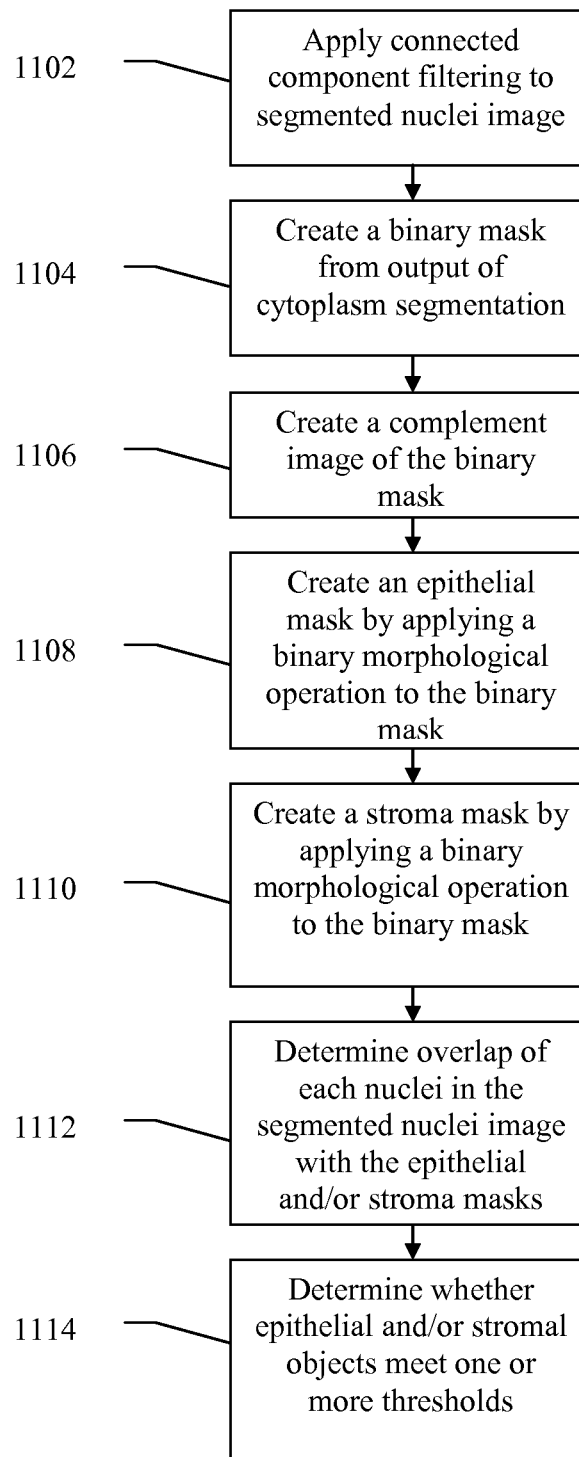 1102
Apply connected
component filtering to
segmented nuclei image
1104
Create a binary mask
from output of
cytoplasm segmentation
1106
Create a complement
image of the binary
mask
1108
Create an epithelial
mask by applying a
binary morphological
operation to the binary
mask
1110
Create a stroma mask by
applying a binary
morphological operation
to the binary mask
1112
Determine overlap of
each nuclei in the
segmented nuclei image
with the epithelial
and/or stroma masks
1114
Determine whether
epithelial and/or stromal
objects meet one or
more thresholds